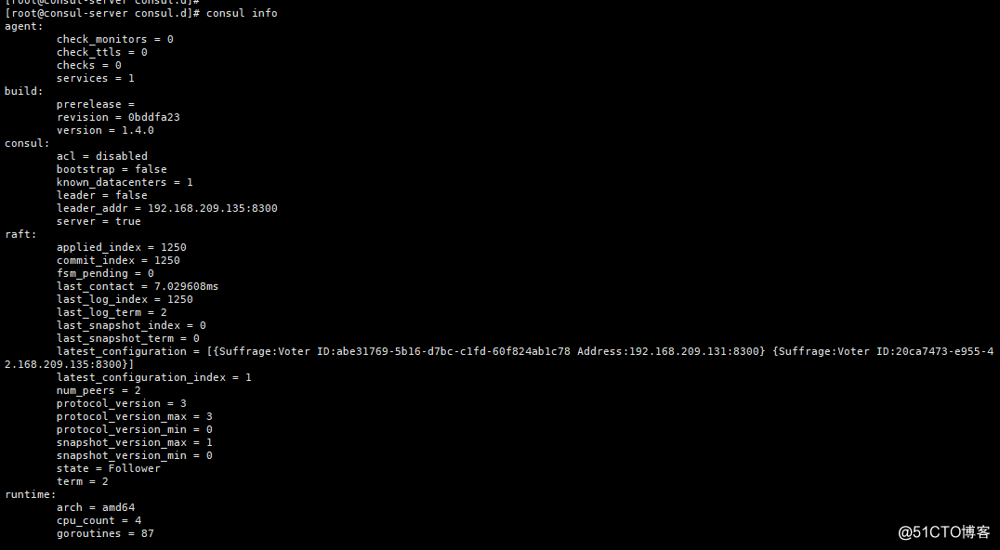 [root@consul-server consul.d]#
[root@consul-server consul.d]# consul info
agent:
check_monitors = 0
check_ttls = 0
checks = 0
services = 1
build:
prerelease =
revision = 0bddfa23
version = 1.4.0
consul:
acl = disabled
bootstrap = false
known_datacenters = 1
leader = false
leader_addr = 192.168.209.135:8300
server = true
raft:
applied_index = 1250
commit_index = 1250
fsm_pending = 0
last_contact = 7.029608ms
last_log_index = 1250
last_log_term = 2
last_snapshot_index = 0
last_snapshot_term = 0
latest_configuration = [{Suffrage:Voter ID:abe31769-5b16-d7bc-c1fd-60f824ab1c78 Address:192.168.209.131:8300} {Suffrage:Voter ID:20ca7473-e955-4
2.168.209.135:8300}]
latest_configuration_index = 1
num_peers = 2
protocol_version = 3
protocol_version_max = 3
protocol_version_min = 0
snapshot_version_max = 1
snapshot_version_min = 0
state = Follower
term = 2
runtime:
arch = amd64
cpu_count = 4
goroutines = 87
@51CTO博客